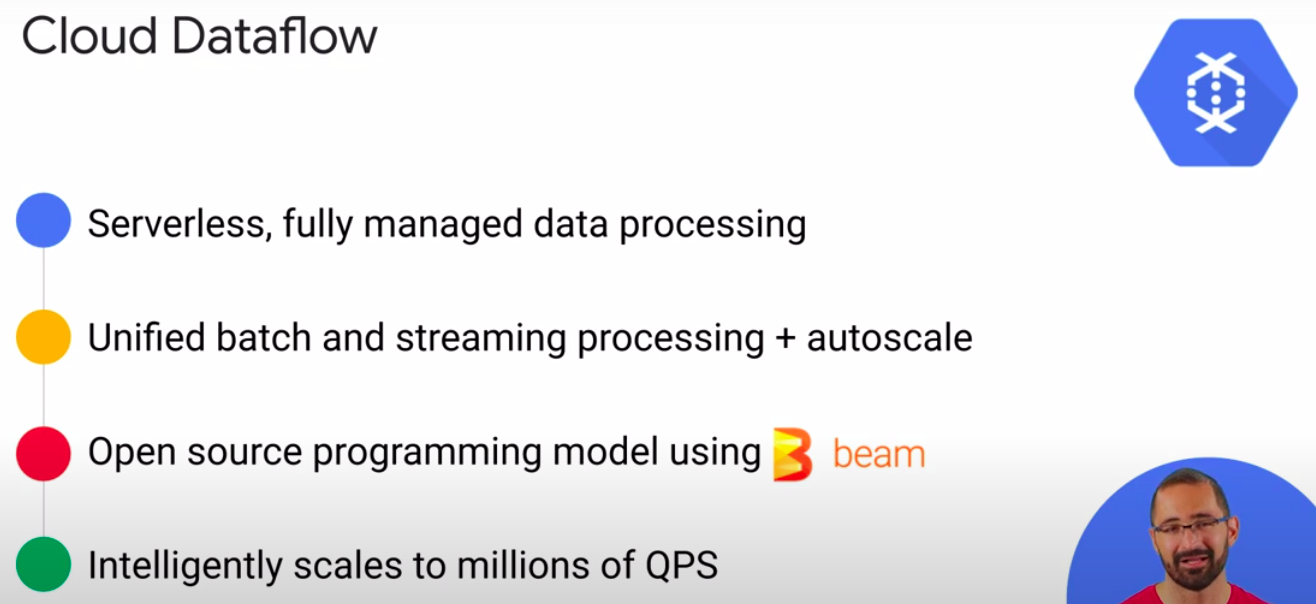 Cloud Dataflow
Serverless, fully managed data processing
Unified batch and streaming processing + autoscale
Open source programming model using beam
Intelligently scales to millions of QPS